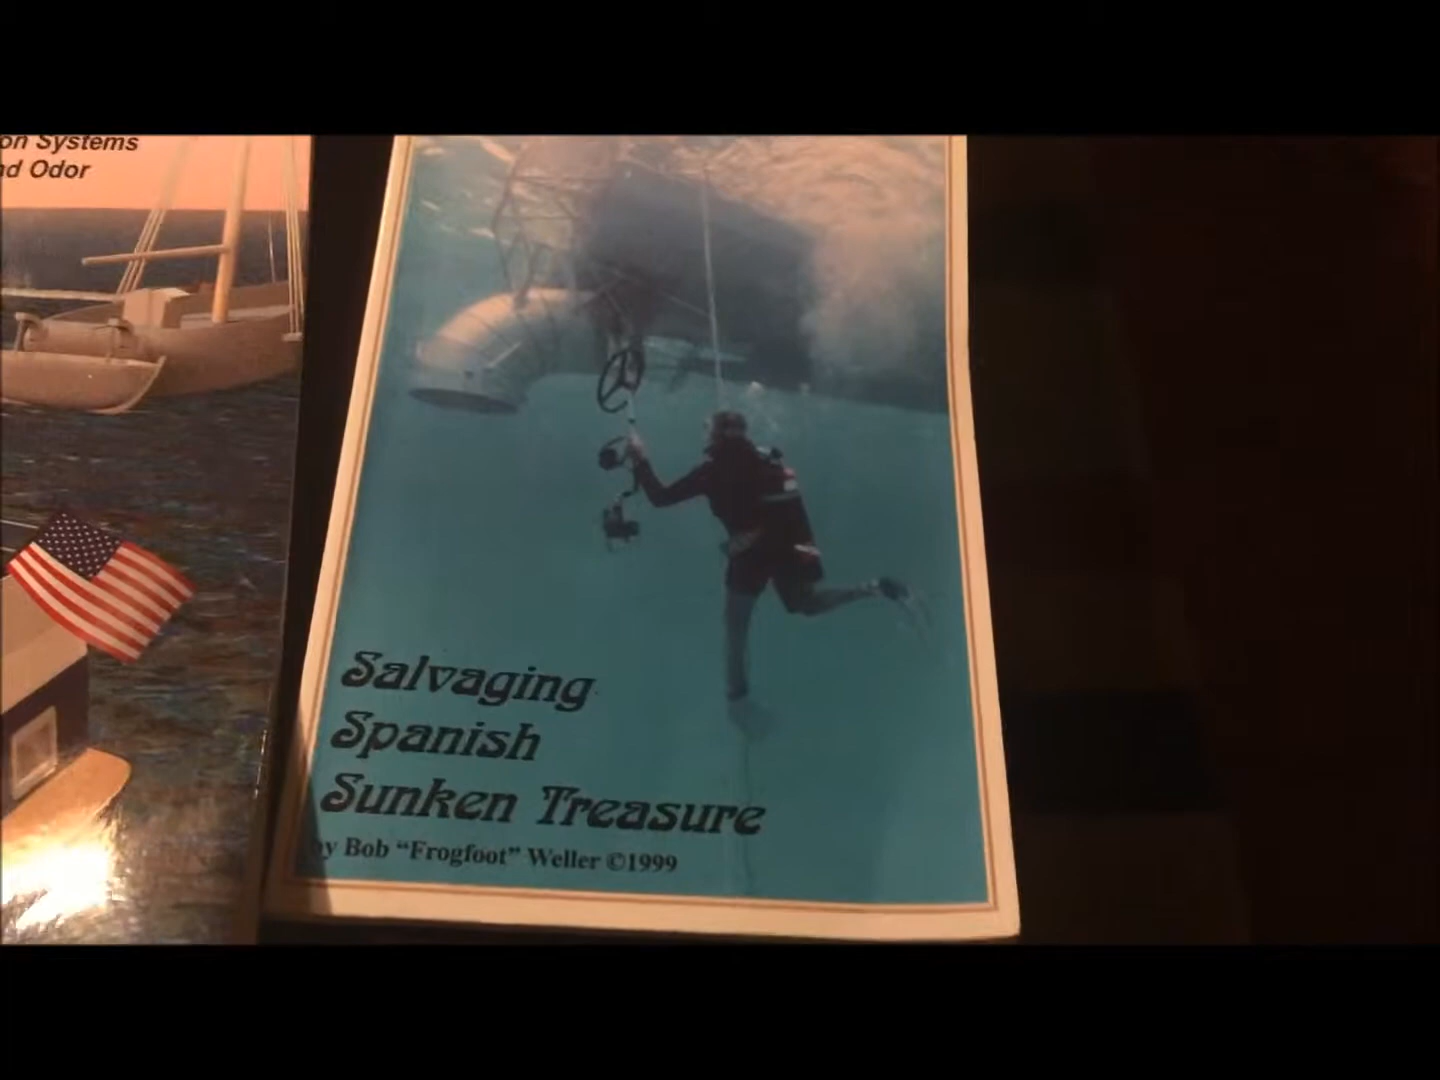 on Systems
nd Odor
Salvaging
Spanish
Sunken Treasure
by Bob “Frogfoot” Weller ©1999